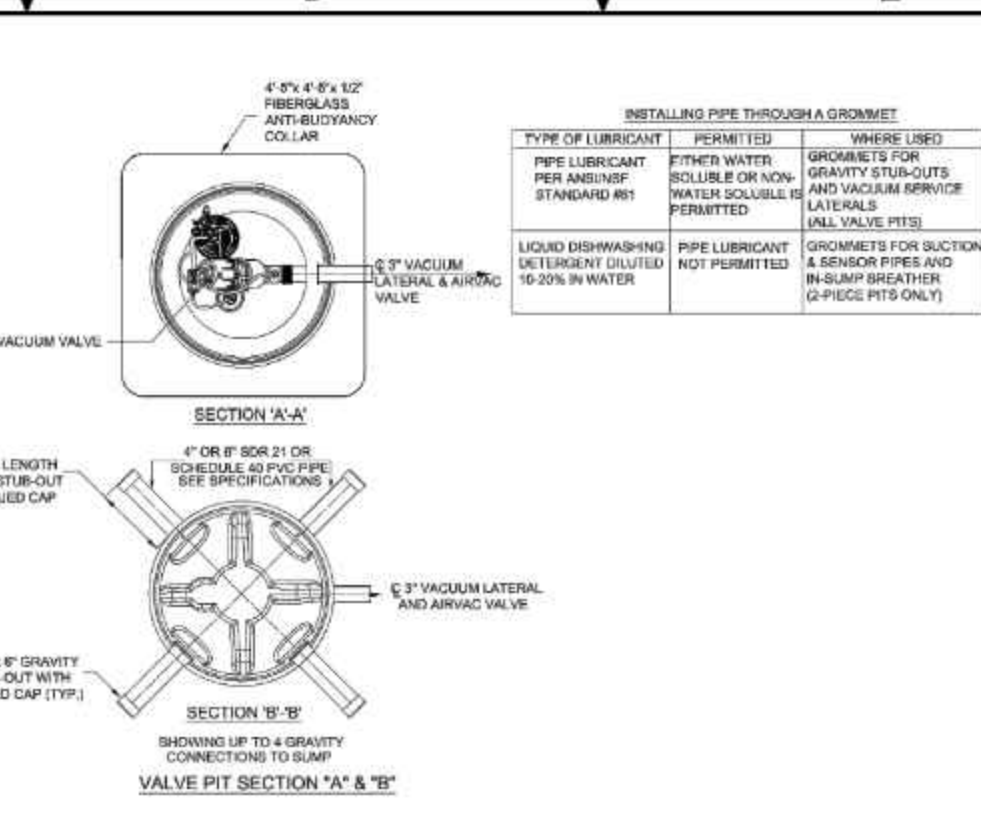 4'-8"x 4'-8"x 1/2"
FIBERGLASS
ANTI-BUOYANCY
COLLAR
℄ 3" VACUUM
LATERAL & AIRVAC
VALVE
VACUUM VALVE
SECTION 'A'-A'
INSTALLING PIPE THROUGH A GROMMET
TYPE OF LUBRICANT PERMITTED WHERE USED
PIPE LUBRICANT
PER ANSI/NSF
STANDARD #61
EITHER WATER
SOLUBLE OR NON-
WATER SOLUBLE IS
PERMITTED
GROMMETS FOR
GRAVITY STUB-OUTS
AND VACUUM SERVICE
LATERALS
(ALL VALVE PITS)
LIQUID DISHWASHING
DETERGENT DILUTED
10-20% IN WATER
PIPE LUBRICANT
NOT PERMITTED
GROMMETS FOR SUCTION
& SENSOR PIPES AND
IN-SUMP BREATHER
(2-PIECE PITS ONLY)
4" OR 6" SDR 21 OR
SCHEDULE 40 PVC PIPE
SEE SPECIFICATIONS
LENGTH
STUB-OUT
UED CAP
℄ 3" VACUUM LATERAL
AND AIRVAC VALVE
6" GRAVITY
-OUT WITH
D CAP (TYP.)
SECTION 'B'-'B'
SHOWING UP TO 4 GRAVITY
CONNECTIONS TO SUMP
VALVE PIT SECTION "A" & "B"